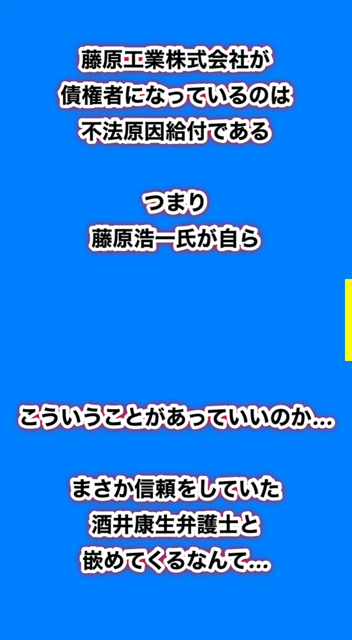 藤原工業株式会社が
債権者になっているのは
不法原因給付である
つまり
藤原浩一氏が自ら
こういうことがあっていいのか…
まさか信頼をしていた
酒井康生弁護士と
嵌めてくるなんて…